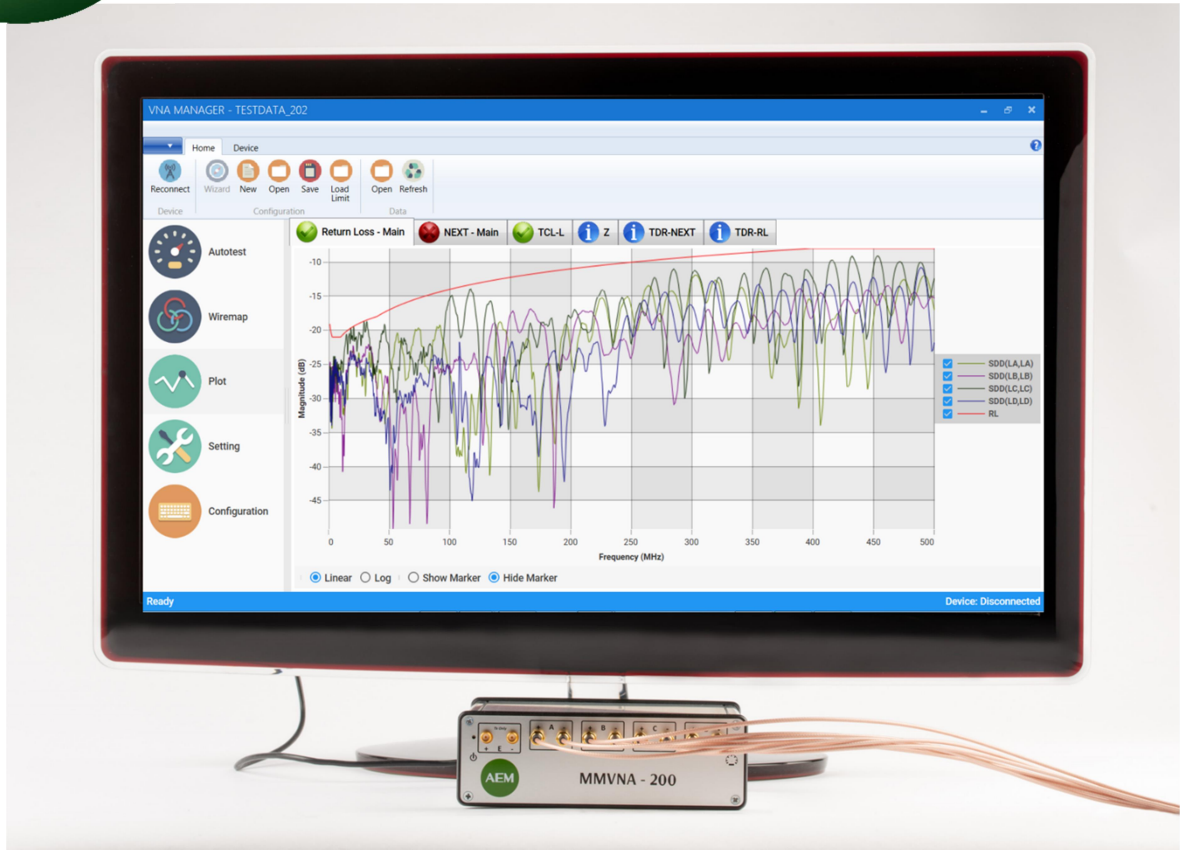 VNA MANAGER - TESTDATA_202
Home Device
Reconnect Wizard New Open Save Load Limit Open Refresh
Device Configuration Data
Return Loss - Main NEXT - Main TCL-L Z TDR-NEXT TDR-RL
Autotest
Wiremap
Plot
Setting
Configuration
Magnitude (dB)
-10
-15
-20
-25
-30
-35
-40
-45
0 50 100 150 200 250 300 350 400 450 500
Frequency (MHz)
SDD(LA,LA)
SDD(LB,LB)
SDD(LC,LC)
SDD(LD,LD)
RL
Linear Log Show Marker Hide Marker
Ready Device: Disconnected
A B C
+ E -
AEM MMVNA - 200